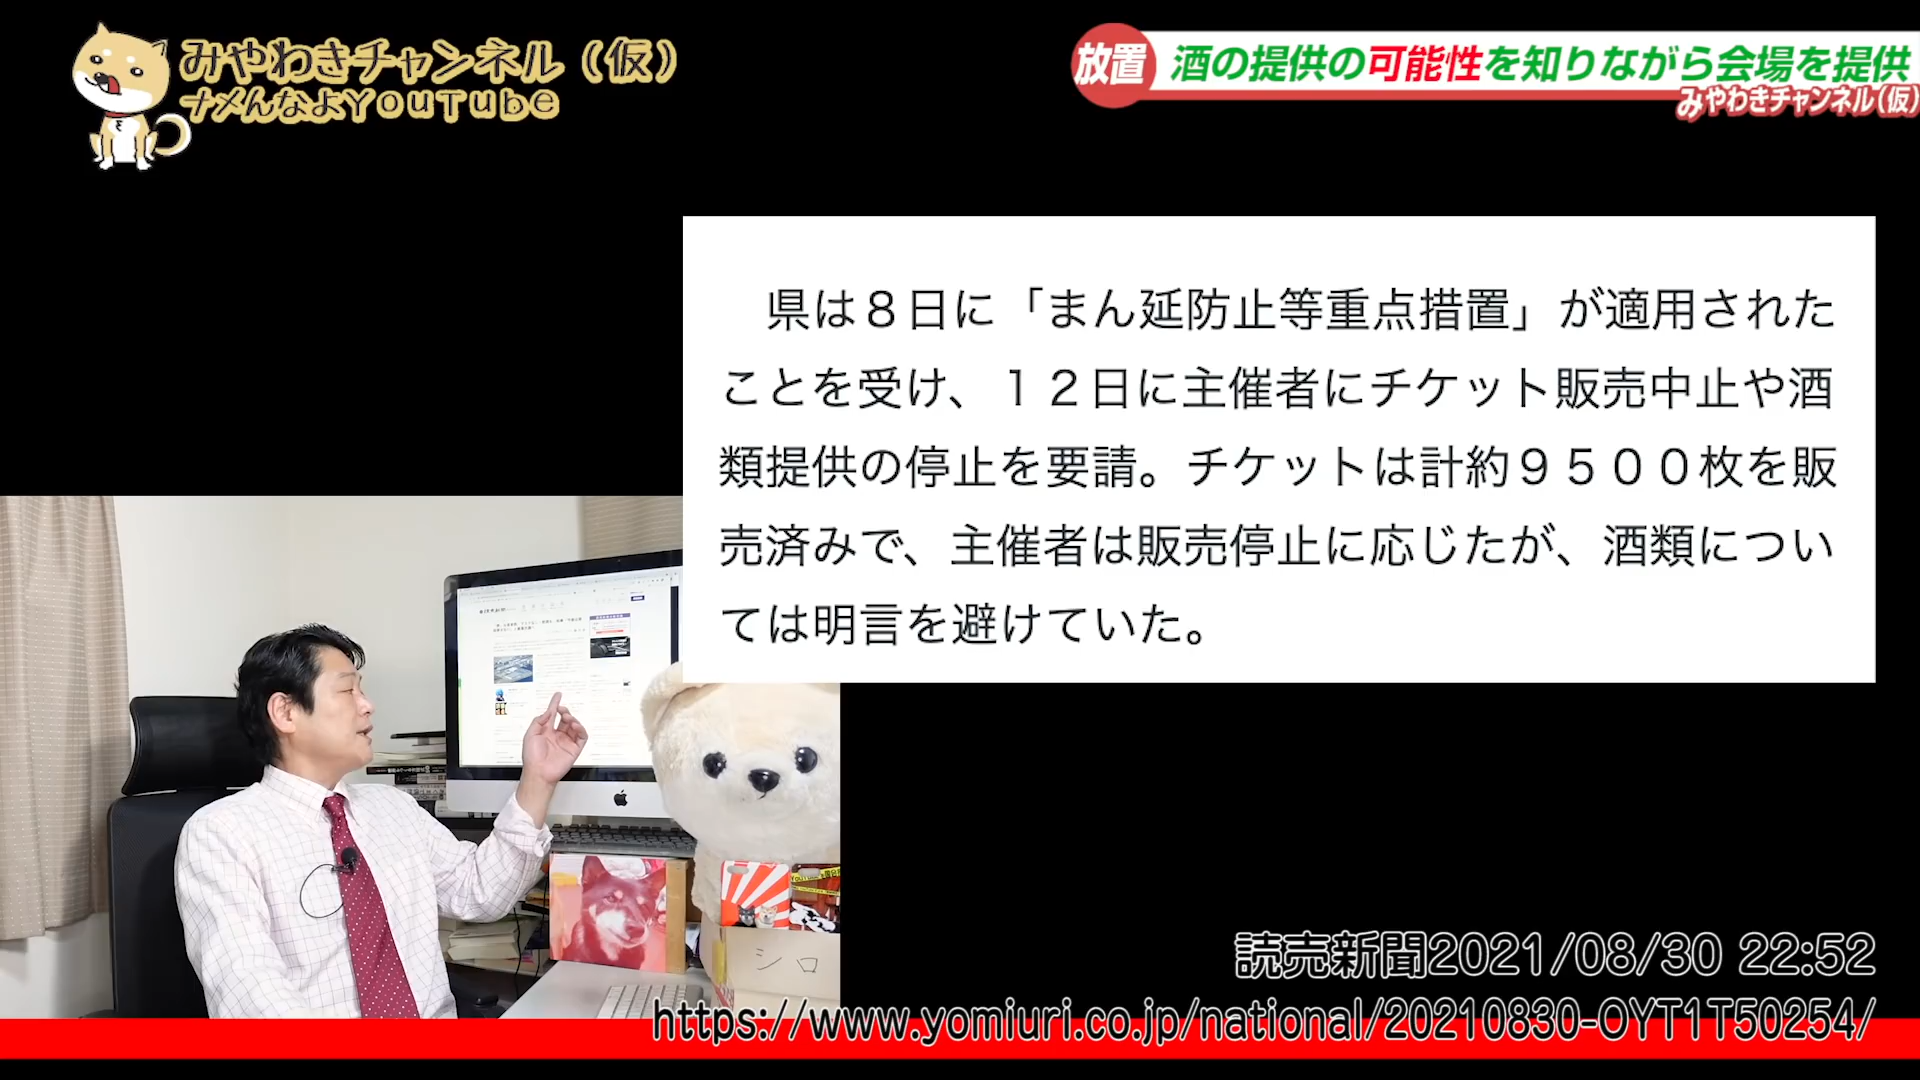 みやわきチャンネル（仮）
ナメんなよYouTube
放置
酒の提供の可能性を知りながら会場を提供
みやわきチャンネル（仮）
県は８日に「まん延防止等重点措置」が適用された
ことを受け、１２日に主催者にチケット販売中止や酒
類提供の停止を要請。チケットは計約９５００枚を販
売済みで、主催者は販売停止に応じたが、酒類につい
ては明言を避けていた。
シロ
読売新聞2021/08/30 22:52
https://www.yomiuri.co.jp/national/20210830-OYT1T50254/